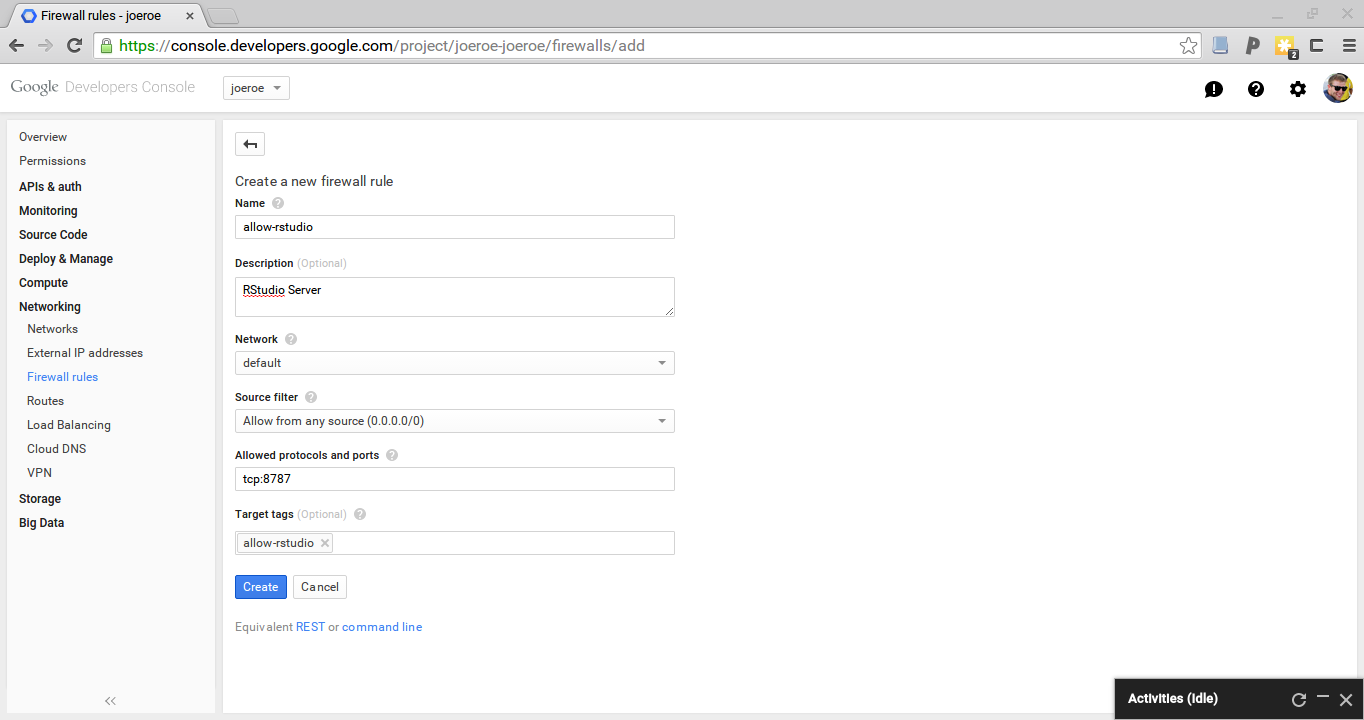 Firewall rules - joeroe
https://console.developers.google.com/project/joeroe-joeroe/firewalls/add
2
Google Developers Console
joeroe
Overview
Permissions
APIs & auth
Monitoring
Source Code
Deploy & Manage
Compute
Networking
Networks
External IP addresses
Firewall rules
Routes
Load Balancing
Cloud DNS
VPN
Storage
Big Data
Create a new firewall rule
Name
allow-rstudio
Description (Optional)
RStudio Server
Network
default
Source filter
Allow from any source (0.0.0.0/0)
Allowed protocols and ports
tcp:8787
Target tags (Optional)
allow-rstudio
Create Cancel
Equivalent REST or command line
Activities (Idle)